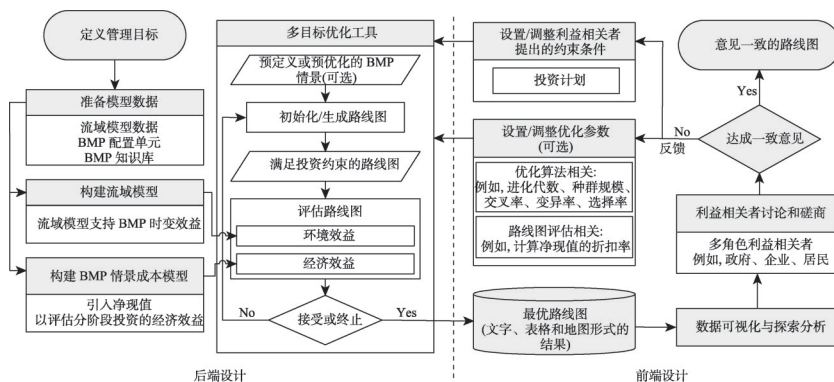 定义管理目标
准备模型数据
流域模型数据
BMP 配置单元
BMP 知识库
构建流域模型
流域模型支持 BMP 时变效益
构建 BMP 情景成本模型
引入净现值
以评估分阶段投资的经济效益
多目标优化工具
预定义或预优化的 BMP
情景(可选)
初始化/生成路线图
满足投资约束的路线图
评估路线图
环境效益
经济效益
No
接受或终止
Yes
后端设计
设置/调整利益相关者
提出的约束条件
投资计划
设置/调整优化参数
(可选)
优化算法相关:
例如, 进化代数、种群规模、
交叉率、变异率、选择率
路线图评估相关:
例如, 计算净现值的折扣率
最优路线图
(文字、表格和地图形式的
结果)
意见一致的路线图
Yes
No
反馈
达成一致意见
利益相关者讨论和磋商
多角色利益相关者
例如, 政府、企业、居民
数据可视化与探索分析
前端设计